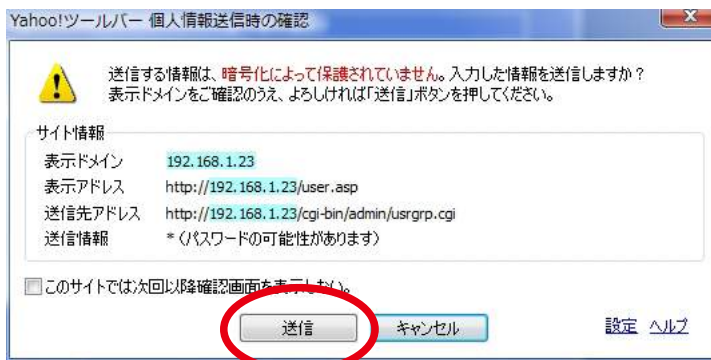 Yahoo!ツールバー 個人情報送信時の確認
送信する情報は、暗号化によって保護されていません。入力した情報を送信しますか?
表示ドメインをご確認のうえ、よろしければ「送信」ボタンを押してください。
サイト情報
表示ドメイン 192.168.1.23
表示アドレス http://192.168.1.23/user.asp
送信先アドレス http://192.168.1.23/cgi-bin/admin/usrgrp.cgi
送信情報 *(パスワードの可能性があります)
このサイトでは次回以降確認画面を表示しない。
送信 キャンセル 設定 ヘルプ